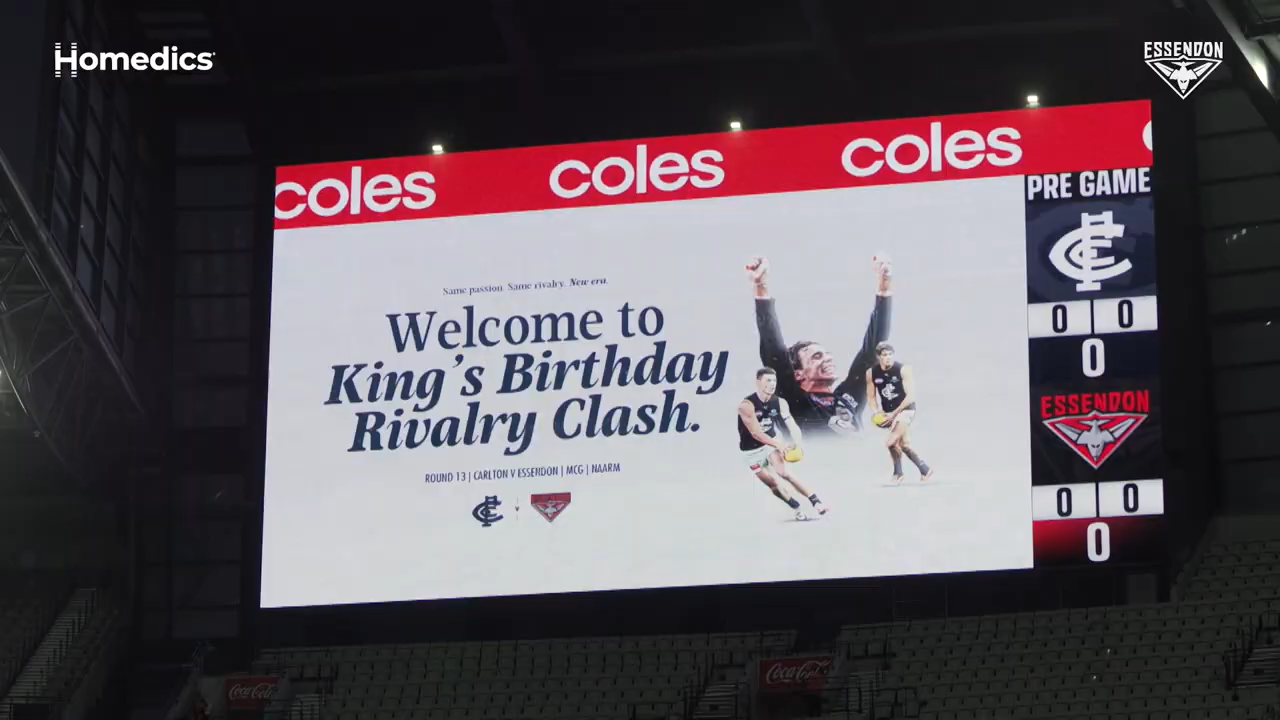 Homedics
ESSENDON
coles coles coles
PRE GAME
Same passion. Same rivalry. New era.
Welcome to
King's Birthday
Rivalry Clash.
ROUND 13 | CARLTON V ESSENDON | MCG | NAARM
V
CFC
0 0
0
ESSENDON
0 0
0
Coca-Cola
Coca-Cola